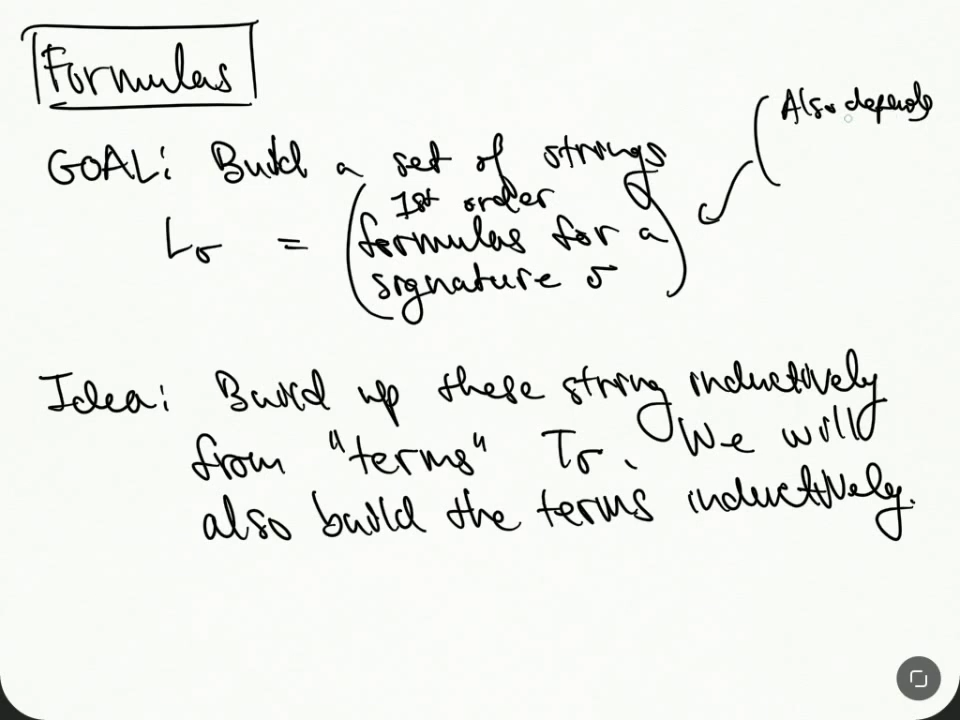 Formulas
Also depends
GOAL: Build a set of strings
1st order
Lσ = (formulas for a
signature σ)
Idea: Build up these string inductively
from "terms" Tσ. We will
also build the terms inductively.